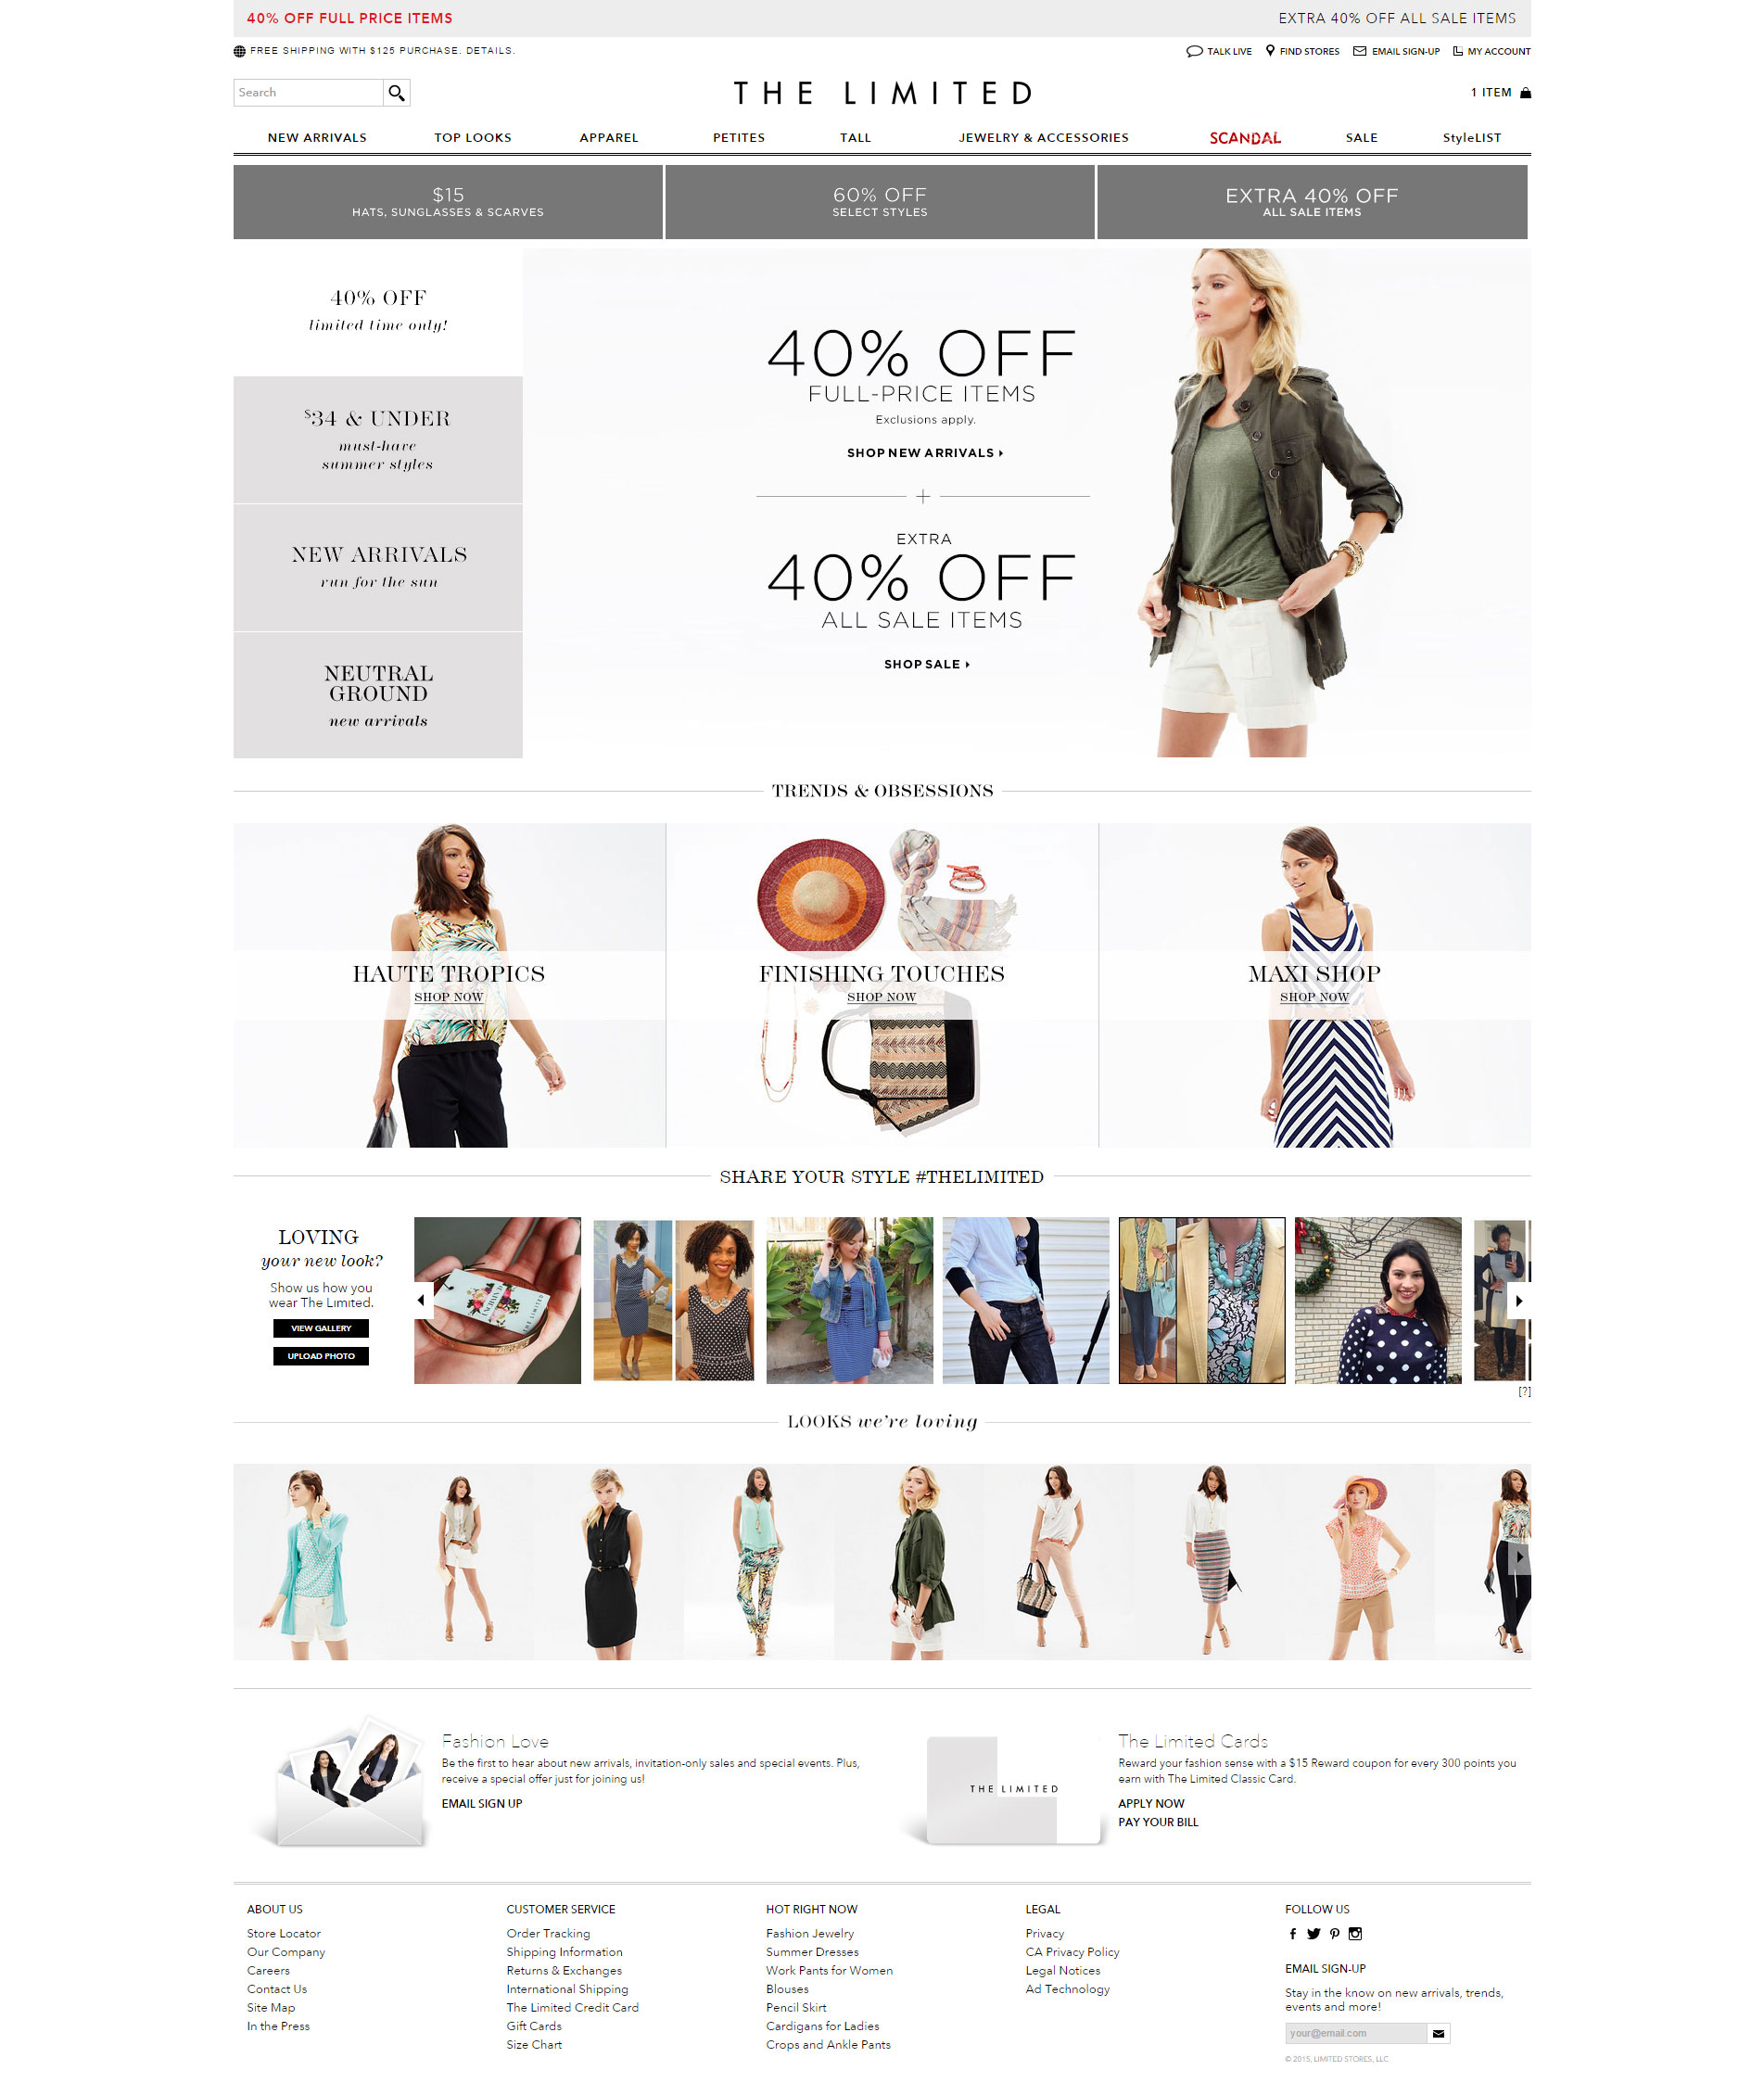 40% OFF FULL PRICE ITEMS
EXTRA 40% OFF ALL SALE ITEMS
FREE SHIPPING WITH $125 PURCHASE. DETAILS.
TALK LIVE
FIND STORES
EMAIL SIGN-UP
MY ACCOUNT
Search
THE LIMITED
1 ITEM
NEW ARRIVALS
TOP LOOKS
APPAREL
PETITES
TALL
JEWELRY & ACCESSORIES
SCANDAL
SALE
StyleLIST
$15
HATS, SUNGLASSES & SCARVES
60% OFF
SELECT STYLES
EXTRA 40% OFF
ALL SALE ITEMS
40% OFF
limited time only!
$34 & UNDER
must-have
summer styles
NEW ARRIVALS
run for the sun
NEUTRAL
GROUND
new arrivals
40% OFF
FULL-PRICE ITEMS
Exclusions apply.
SHOP NEW ARRIVALS
+
EXTRA
40% OFF
ALL SALE ITEMS
SHOP SALE
TRENDS & OBSESSIONS
HAUTE TROPICS
SHOP NOW
FINISHING TOUCHES
SHOP NOW
MAXI SHOP
SHOP NOW
SHARE YOUR STYLE #THELIMITED
LOVING
your new look?
Show us how you
wear The Limited.
VIEW GALLERY
UPLOAD PHOTO
[?]
LOOKS we're loving
Fashion Love
Be the first to hear about new arrivals, invitation-only sales and special events. Plus,
receive a special offer just for joining us!
EMAIL SIGN UP
THE LIMITED
The Limited Cards
Reward your fashion sense with a $15 Reward coupon for every 300 points you
earn with The Limited Classic Card.
APPLY NOW
PAY YOUR BILL
ABOUT US
Store Locator
Our Company
Careers
Contact Us
Site Map
In the Press
CUSTOMER SERVICE
Order Tracking
Shipping Information
Returns & Exchanges
International Shipping
The Limited Credit Card
Gift Cards
Size Chart
HOT RIGHT NOW
Fashion Jewelry
Summer Dresses
Work Pants for Women
Blouses
Pencil Skirt
Cardigans for Ladies
Crops and Ankle Pants
LEGAL
Privacy
CA Privacy Policy
Legal Notices
Ad Technology
FOLLOW US
EMAIL SIGN-UP
Stay in the know on new arrivals, trends,
events and more!
your@email.com
© 2015, LIMITED STORES, LLC